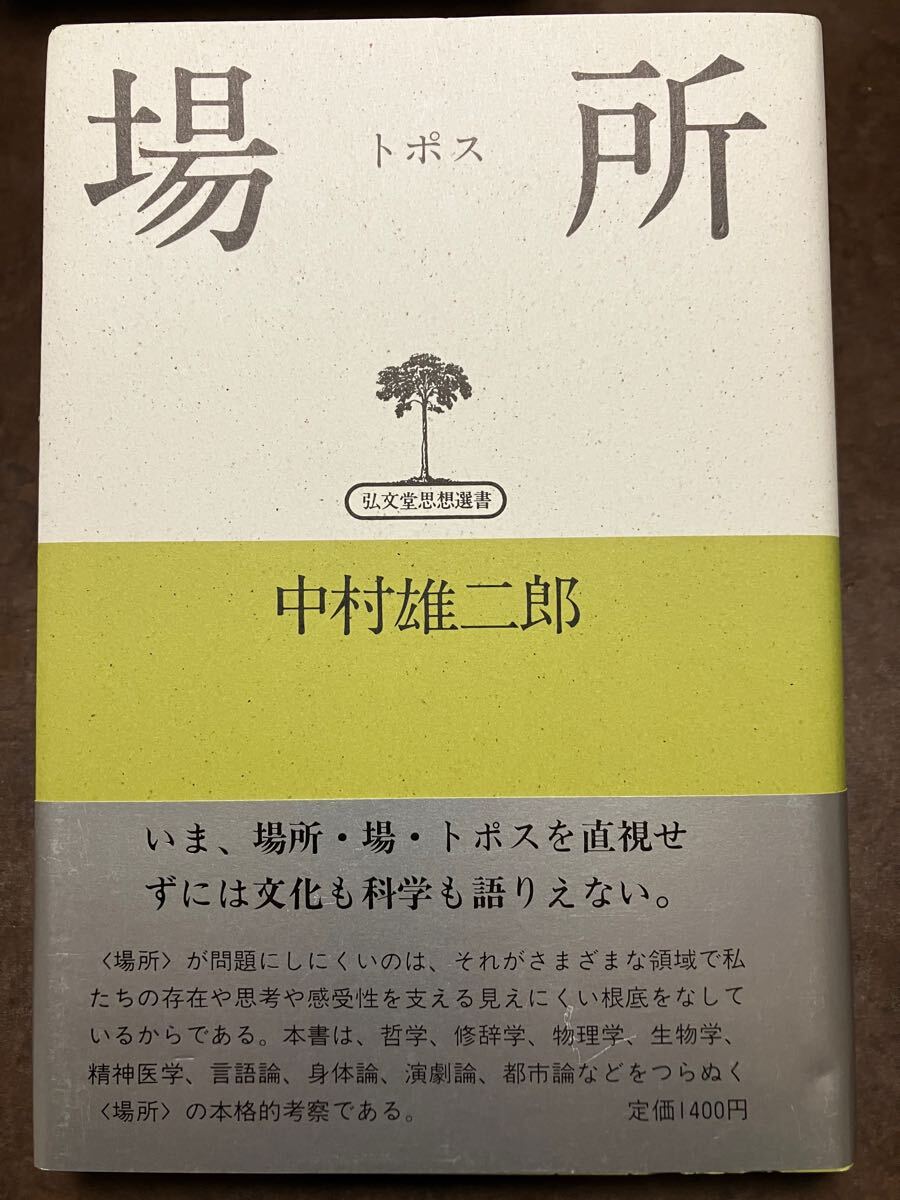 場所
トポス
弘文堂思想選書
中村雄二郎
いま、場所・場・トポスを直視せ
ずには文化も科学も語りえない。
〈場所〉が問題にしにくいのは、それがさまざまな領域で私
たちの存在や思考や感受性を支える見えにくい根底をなして
いるからである。本書は、哲学、修辞学、物理学、生物学、
精神医学、言語論、身体論、演劇論、都市論などをつらぬく
〈場所〉の本格的考察である。 定価1400円